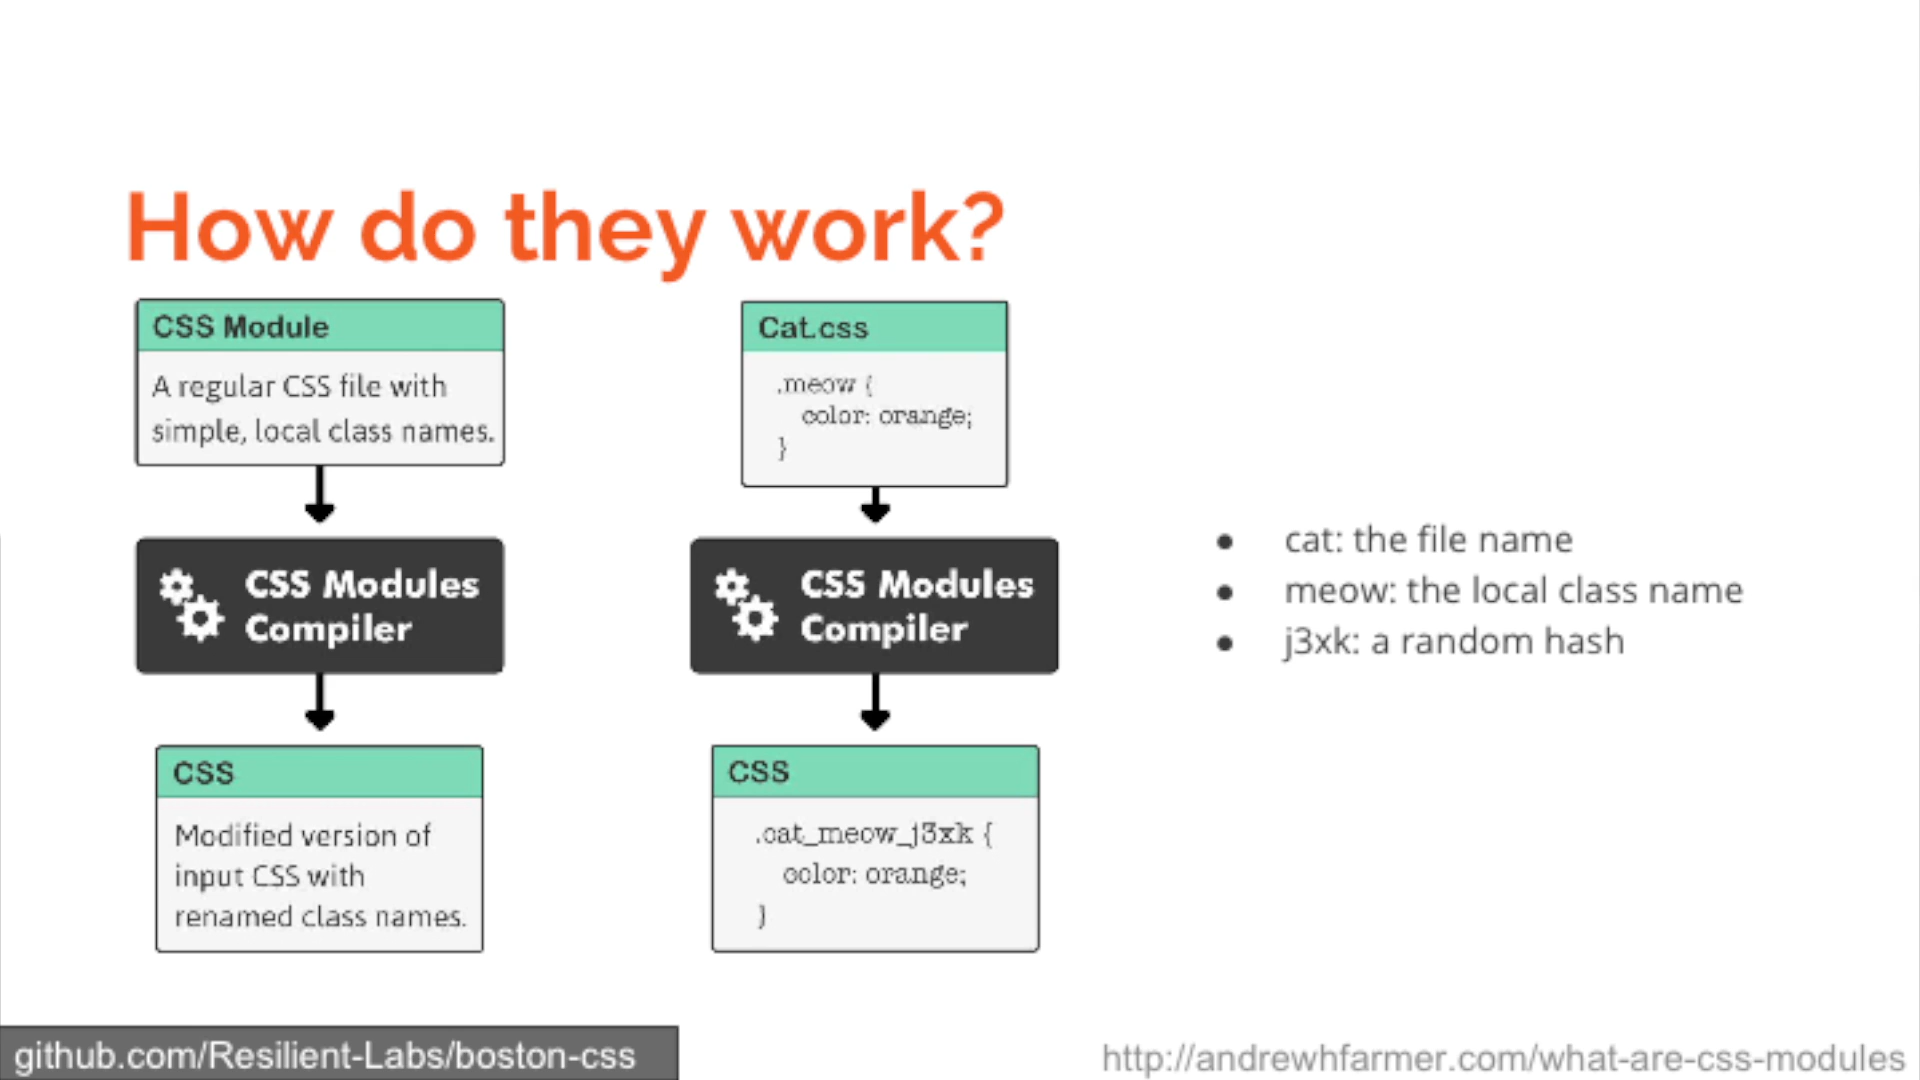 How do they work?
CSS Module
A regular CSS file with
simple, local class names.
CSS Modules
Compiler
CSS
Modified version of
input CSS with
renamed class names.
Cat.css
.meow {
color: orange;
}
CSS Modules
Compiler
CSS
.cat_meow_j3xk {
color: orange;
}
● cat: the file name
● meow: the local class name
● j3xk: a random hash
github.com/Resilient-Labs/boston-css
http://andrewhfarmer.com/what-are-css-modules